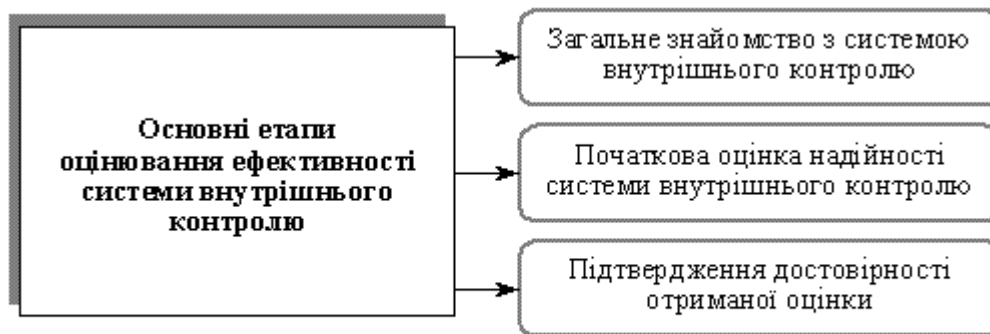 Основні етапи
оцінювання ефективності
системи внутрішнього
контролю
Загальне знайомство з системою
внутрішнього контролю
Початкова оцінка надійності
системи внутрішнього контролю
Підтвердження достовірності
отриманої оцінки